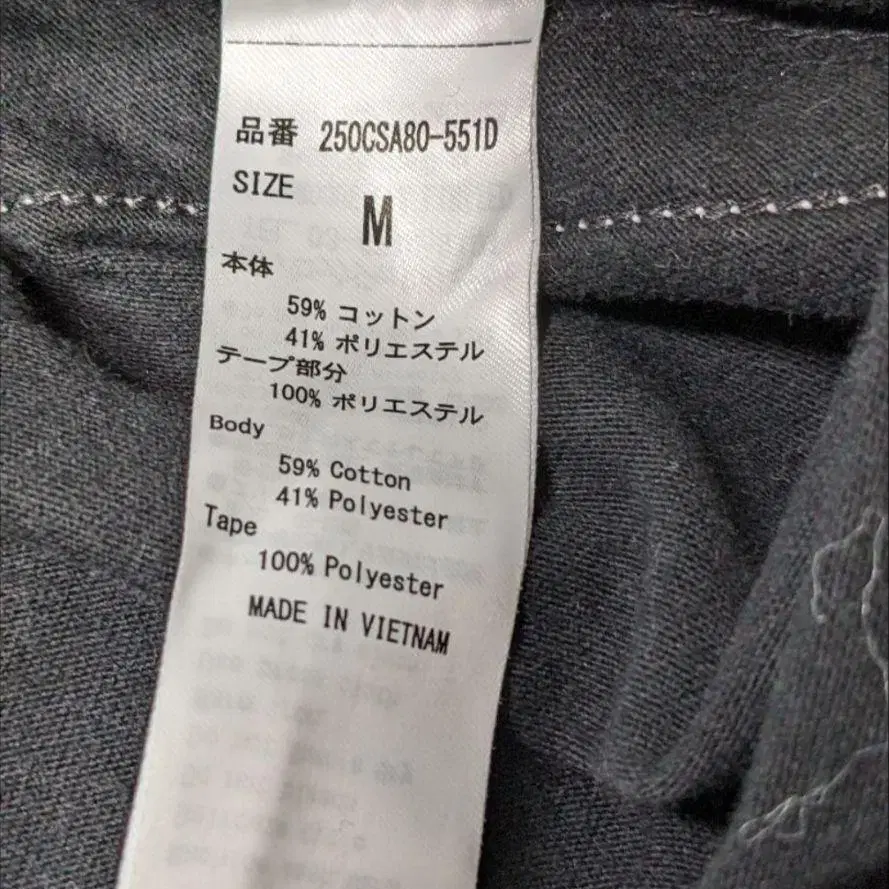 品番 250CSA80-551D
SIZE
M
本体
59% コットン
41% ポリエステル
テープ部分
100% ポリエステル
Body
59% Cotton
41% Polyester
Tape
100% Polyester
MADE IN VIETNAM